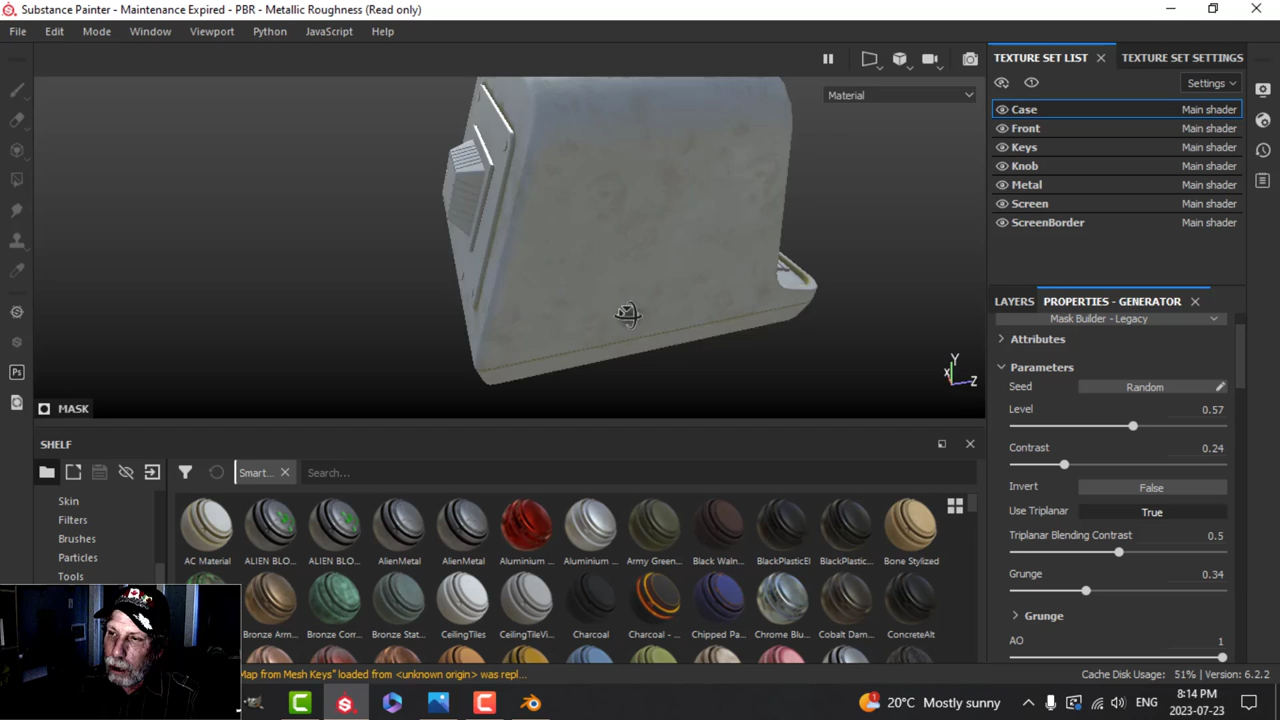 Substance Painter - Maintenance Expired - PBR - Metallic Roughness (Read only)
File Edit Mode Window Viewport Python JavaScript Help
Material
TEXTURE SET LIST
TEXTURE SET SETTINGS
Settings
Case Main shader
Front Main shader
Keys Main shader
Knob Main shader
Metal Main shader
Screen Main shader
ScreenBorder Main shader
LAYERS
PROPERTIES - GENERATOR
Mask Builder - Legacy
Attributes
Parameters
Seed Random
Level 0.57
Contrast 0.24
Invert False
Use Triplanar True
Triplanar Blending Contrast 0.5
Grunge 0.34
Grunge
AO 1
Y
X
Z
MASK
Ps
SHELF
Smart...
Search...
Skin
Filters
Brushes
Particles
Tools
AC Material ALIEN BLO... ALIEN BLO... AlienMetal AlienMetal Aluminium ... Aluminium ... Army Green... Black Waln... BlackPlasticEl BlackPlastic... Bone Stylized
Bronze Arm... Bronze Corr... Bronze Stat... CeilingTiles CeilingTileVi... Charcoal Charcoal - ... Chipped Pa... Chrome Blu... Cobalt Dam... ConcreteAlt
Map from Mesh Keys" loaded from <unknown origin> was repl...
Cache Disk Usage: 51% | Version: 6.2.2
20°C Mostly sunny
ENG
8:14 PM
2023-07-23